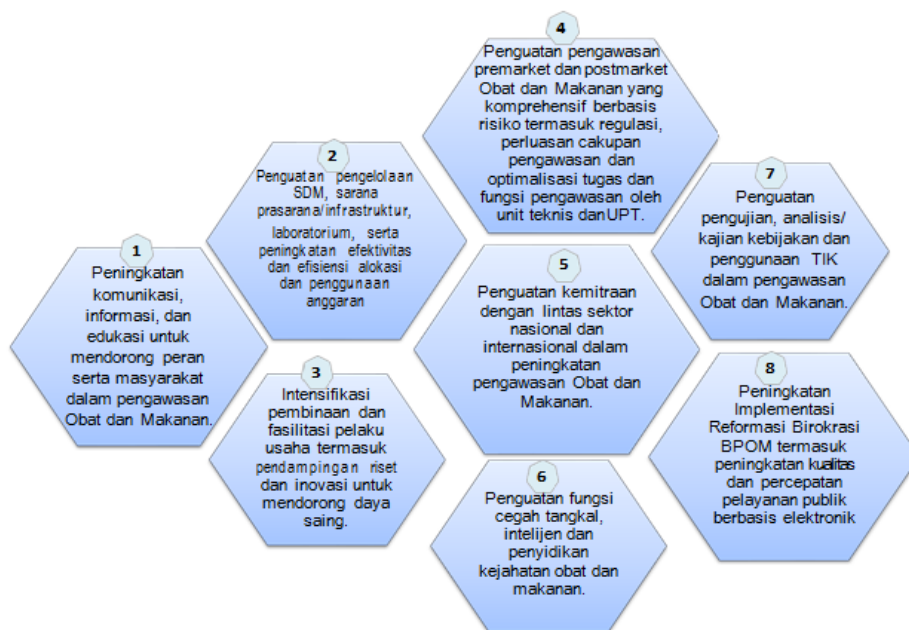 1
Peningkatan
komunikasi,
informasi, dan
edukasi untuk
mendorong peran
serta masyarakat
dalam pengawasan
Obat dan Makanan.
2
Penguatan pengelolaan
SDM, sarana
prasarana/infrastruktur,
laboratorium, serta
peningkatan efektivitas
dan efisiensi alokasi
dan penggunaan
anggaran
3
Intensifikasi
pembinaan dan
fasilitasi pelaku
usaha termasuk
pendampingan riset
dan inovasi untuk
mendorong daya
saing.
4
Penguatan pengawasan
premarket dan postmarket
Obat dan Makanan yang
komprehensif berbasis
risiko termasuk regulasi,
perluasan cakupan
pengawasan dan
optimalisasi tugas dan
fungsi pengawasan oleh
unit teknis dan UPT.
5
Penguatan kemitraan
dengan lintas sektor
nasional dan
internasional dalam
peningkatan
pengawasan Obat dan
Makanan.
6
Penguatan fungsi
cegah tangkal,
intelijen dan
penyidikan
kejahatan obat dan
makanan.
7
Penguatan
pengujian, analisis/
kajian kebijakan dan
penggunaan TIK
dalam pengawasan
Obat dan Makanan.
8
Peningkatan
Implementasi
Reformasi Birokrasi
BPOM termasuk
peningkatan kualitas
dan percepatan
pelayanan publik
berbasis elektronik